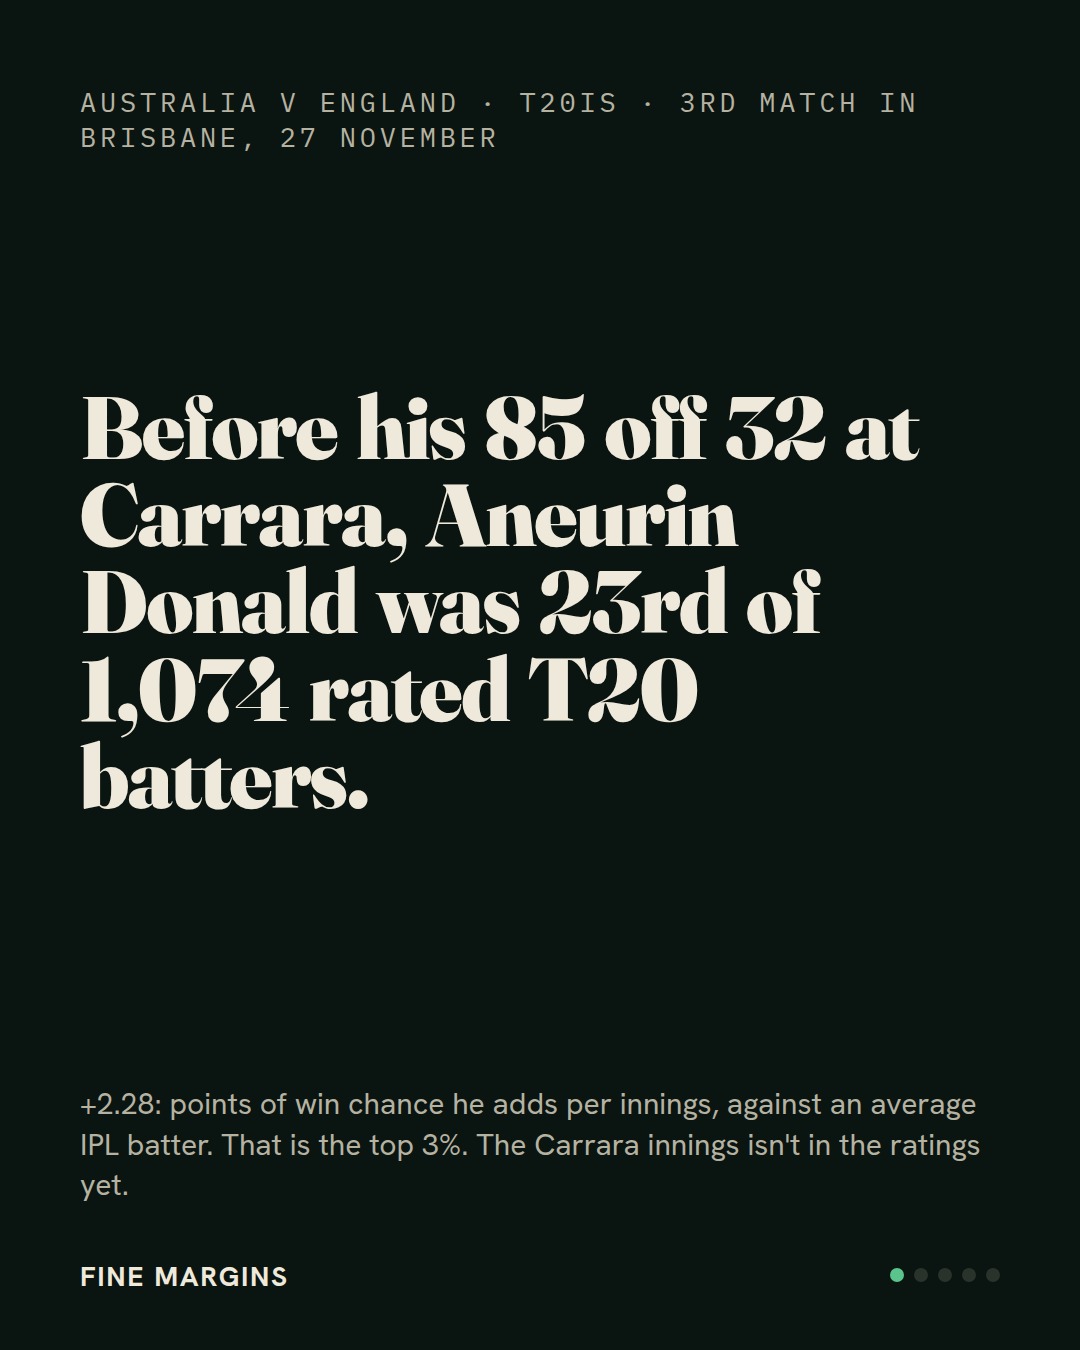 AUSTRALIA V ENGLAND · T20IS · 3RD MATCH IN
BRISBANE, 27 NOVEMBER
Before his 85 off 32 at
Carrara, Aneurin
Donald was 23rd of
1,074 rated T20
batters.
+2.28: points of win chance he adds per innings, against an average
IPL batter. That is the top 3%. The Carrara innings isn't in the ratings
yet.
FINE MARGINS